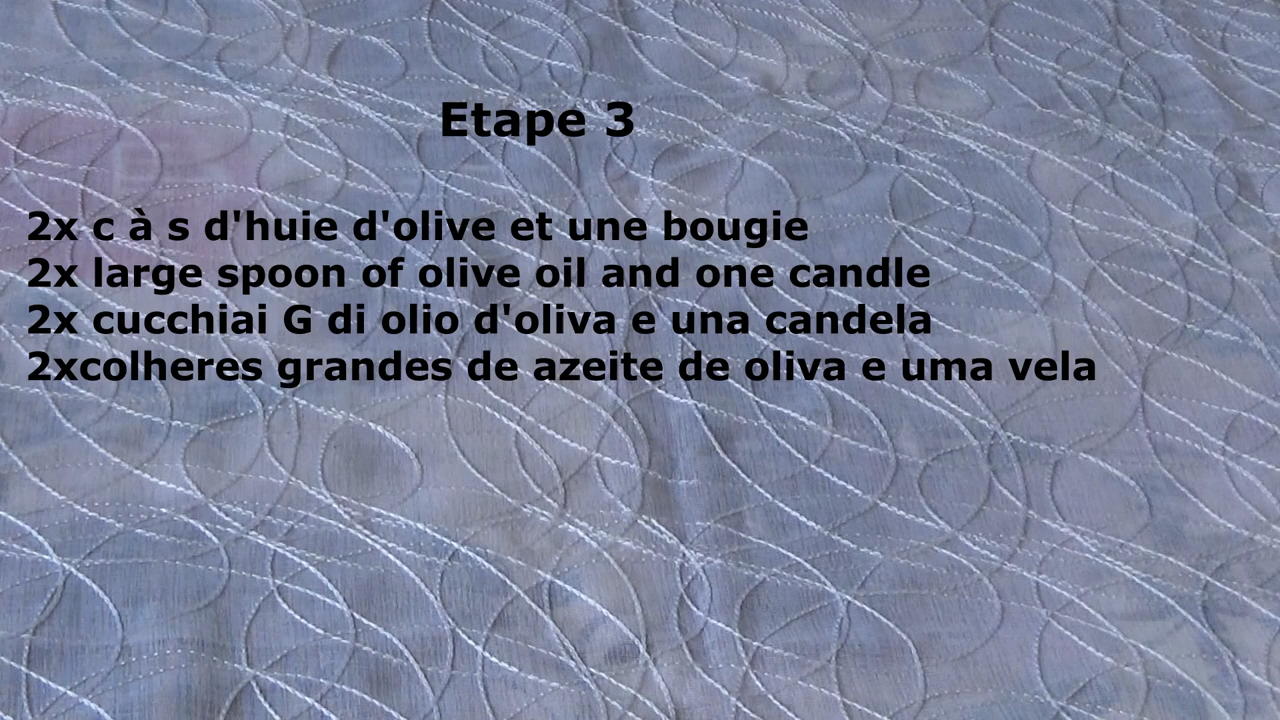 Etape 3
2x c à s d'huie d'olive et une bougie
2x large spoon of olive oil and one candle
2x cucchiai G di olio d'oliva e una candela
2xcolheres grandes de azeite de oliva e uma vela